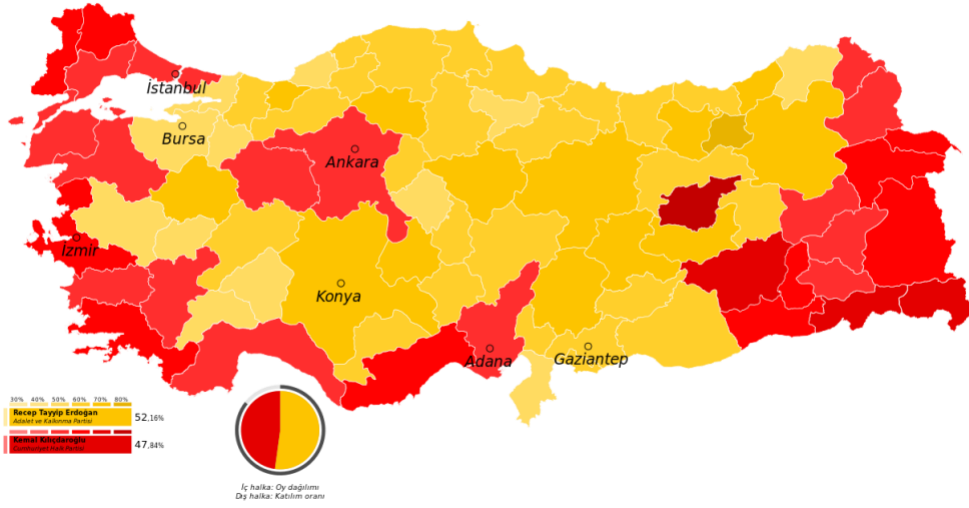 İstanbul
Bursa
Ankara
İzmir
Konya
Adana
Gaziantep
30% 40% 50% 60% 70% 80%
Recep Tayyip Erdoğan
Adalet ve Kalkınma Partisi
52,16%
Kemal Kılıçdaroğlu
Cumhuriyet Halk Partisi
47,84%
İç halka: Oy dağılımı
Dış halka: Katılım oranı